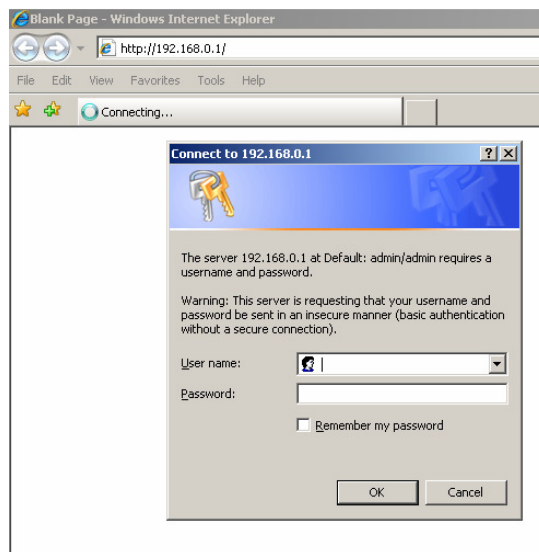 Blank Page - Windows Internet Explorer
http://192.168.0.1/
File Edit View Favorites Tools Help
Connecting...
Connect to 192.168.0.1
The server 192.168.0.1 at Default: admin/admin requires a
username and password.
Warning: This server is requesting that your username and
password be sent in an insecure manner (basic authentication
without a secure connection).
User name:
Password:
Remember my password
OK Cancel